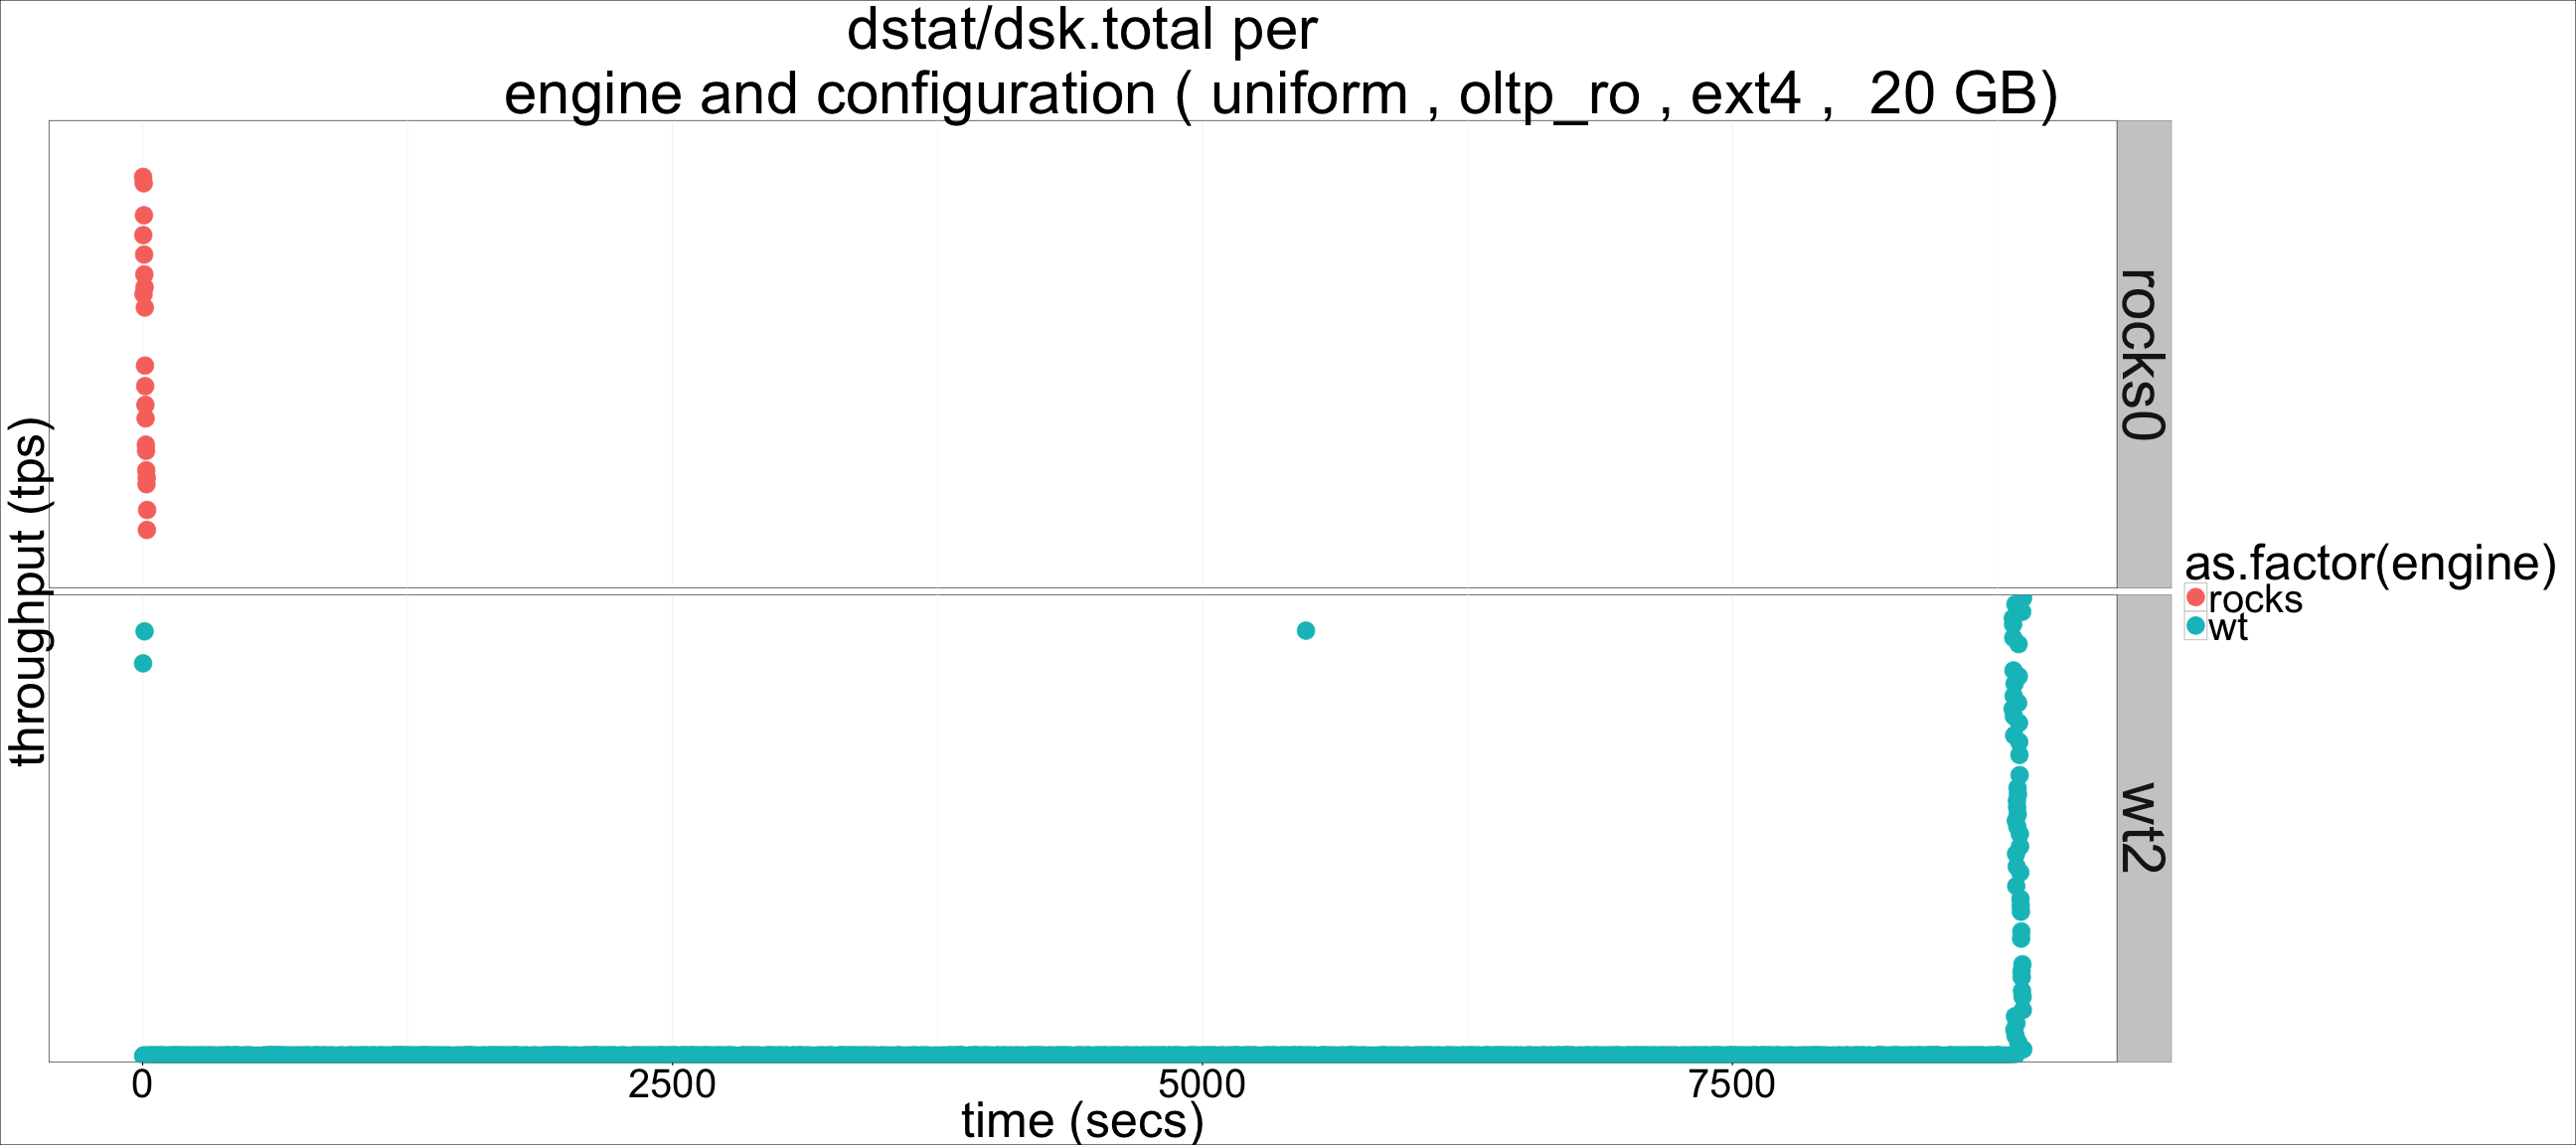 dstat/dsk.total per
engine and configuration ( uniform , oltp_ro , ext4 ,  20 GB)
throughput (tps)
rocks0
wt2
as.factor(engine)
rocks
wt
0 2500 5000 7500
time (secs)